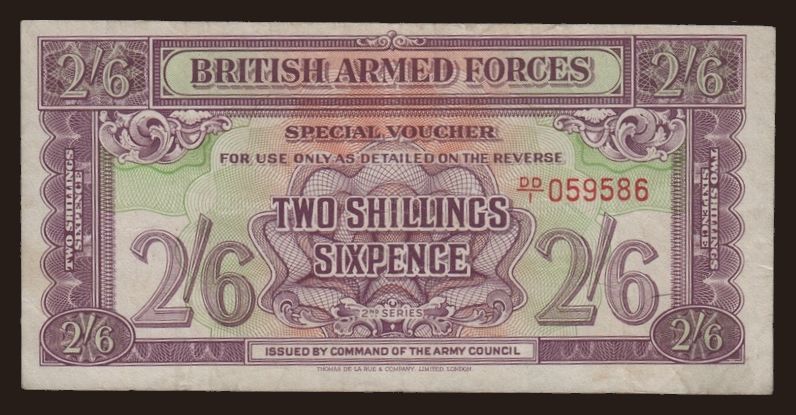 2/6 BRITISH ARMED FORCES 2/6
SPECIAL VOUCHER
FOR USE ONLY AS DETAILED ON THE REVERSE
DD/1 059586
TWO SHILLINGS
SIXPENCE
TWO SHILLINGS
SIXPENCE
TWO SHILLINGS
SIXPENCE
2/6 2/6
2ND SERIES
2/6 2/6
ISSUED BY COMMAND OF THE ARMY COUNCIL
THOMAS DE LA RUE & COMPANY, LIMITED, LONDON.